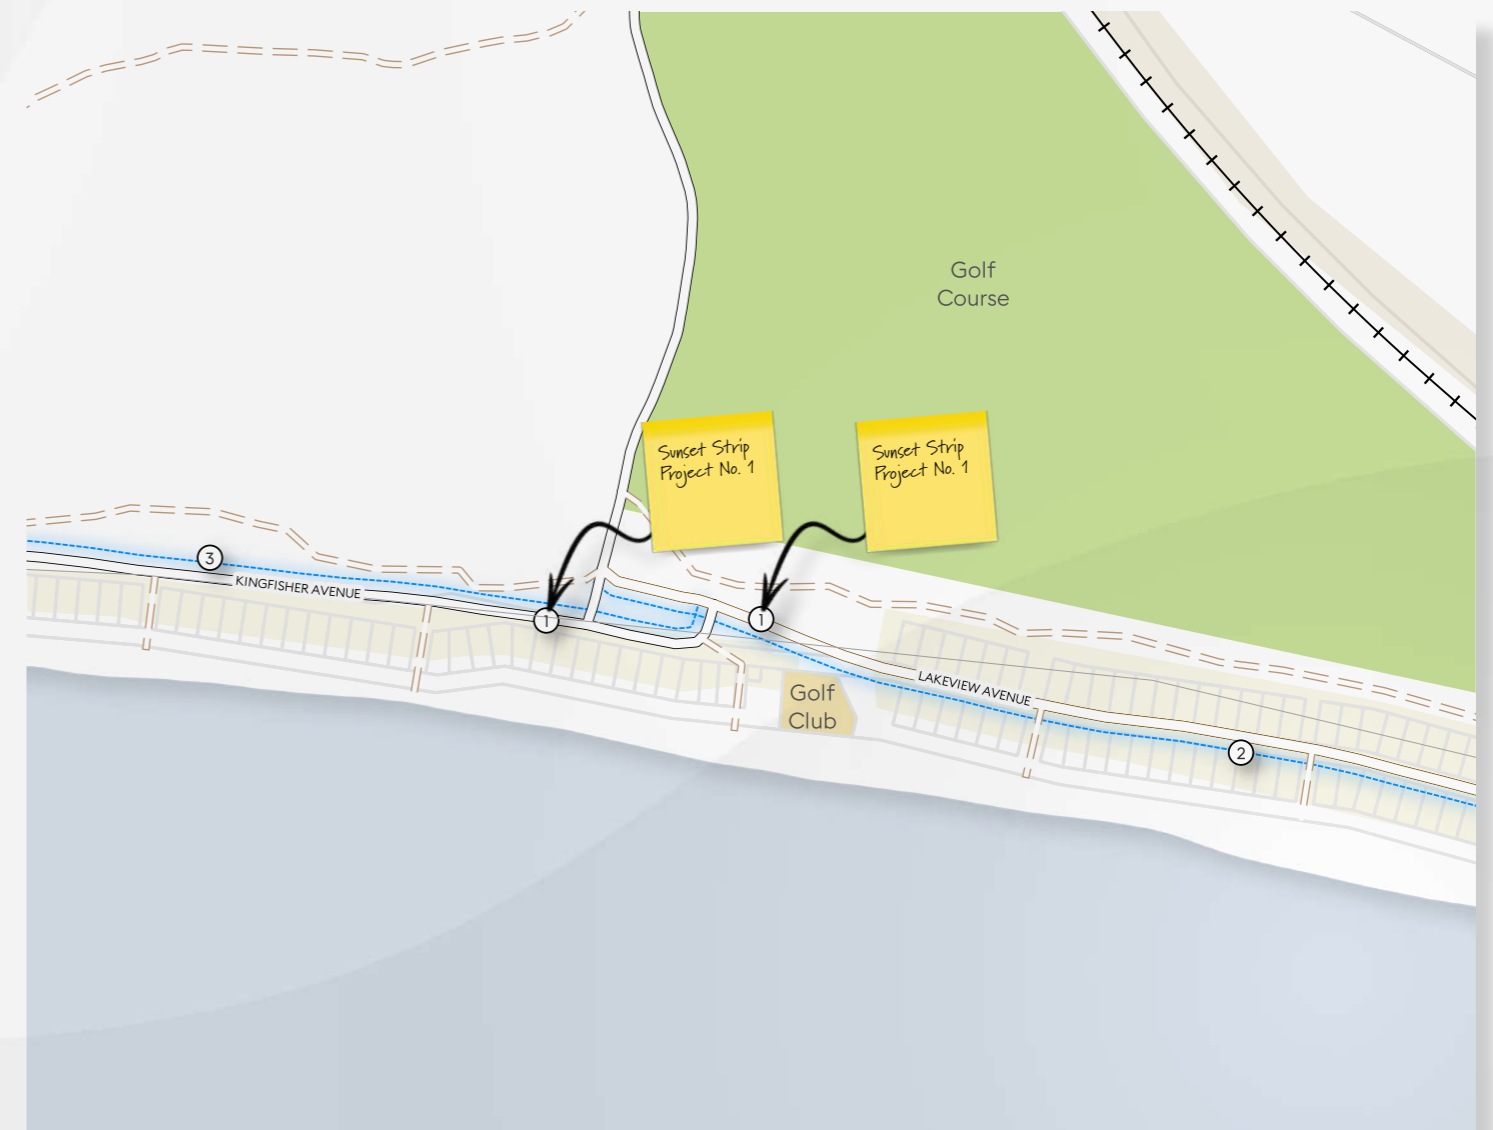 Golf
Course
Sunset Strip
Project No. 1
Sunset Strip
Project No. 1
3
KINGFISHER AVENUE
1
1
LAKEVIEW AVENUE
Golf
Club
2